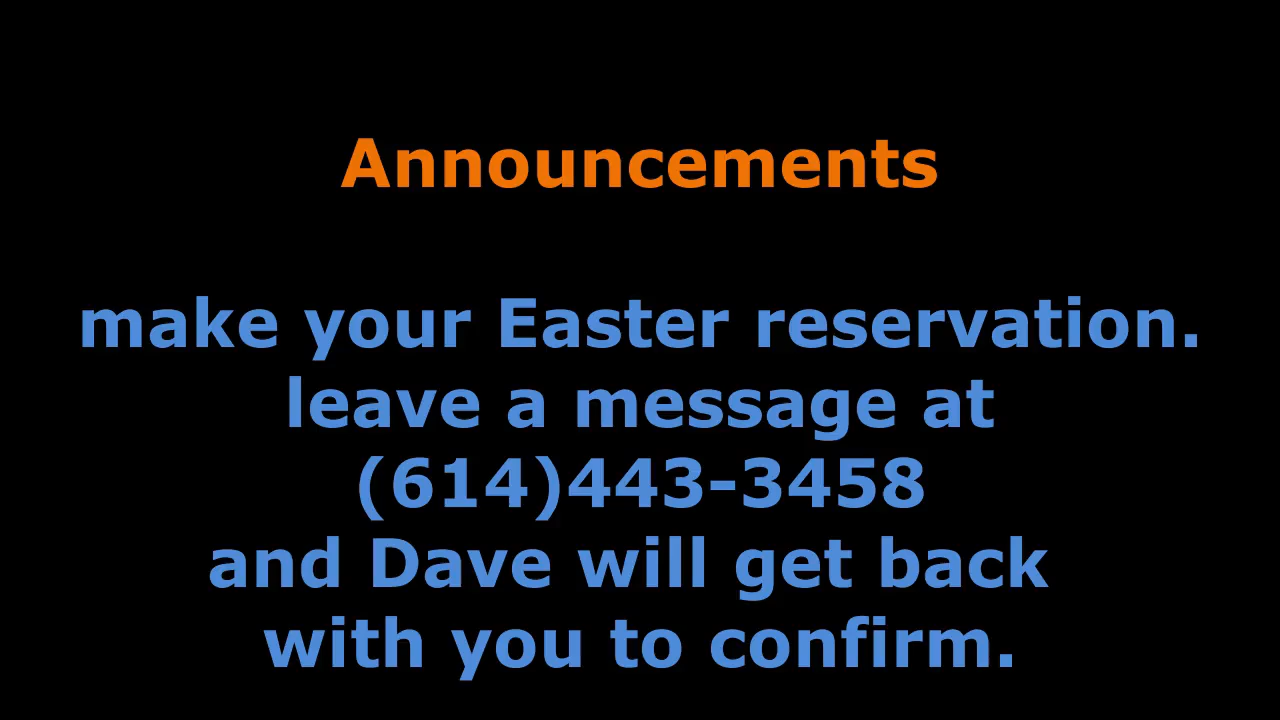 Announcements
make your Easter reservation.
leave a message at
(614)443-3458
and Dave will get back
with you to confirm.